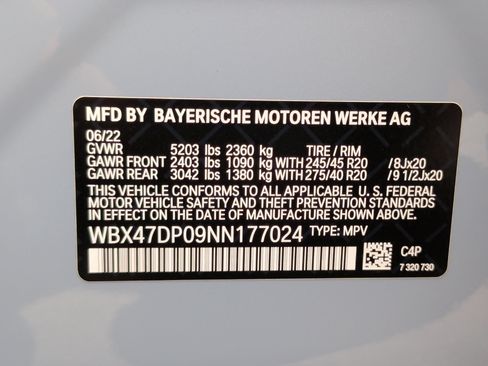 MFD BY BAYERISCHE MOTOREN WERKE AG
06/22
GVWR 5203 lbs 2360 kg TIRE / RIM
GAWR FRONT 2403 lbs 1090 kg WITH 245/45 R20 /8Jx20
GAWR REAR 3042 lbs 1380 kg WITH 275/40 R20 /9 1/2Jx20
THIS VEHICLE CONFORMS TO ALL APPLICABLE U. S. FEDERAL
MOTOR VEHICLE SAFETY, BUMPER, AND THEFT PREVENTION
STANDARDS IN EFFECT ON THE DATE OF MANUFACTURE SHOWN ABOVE.
WBX47DP09NN177024 TYPE: MPV
C4P
7 320 730